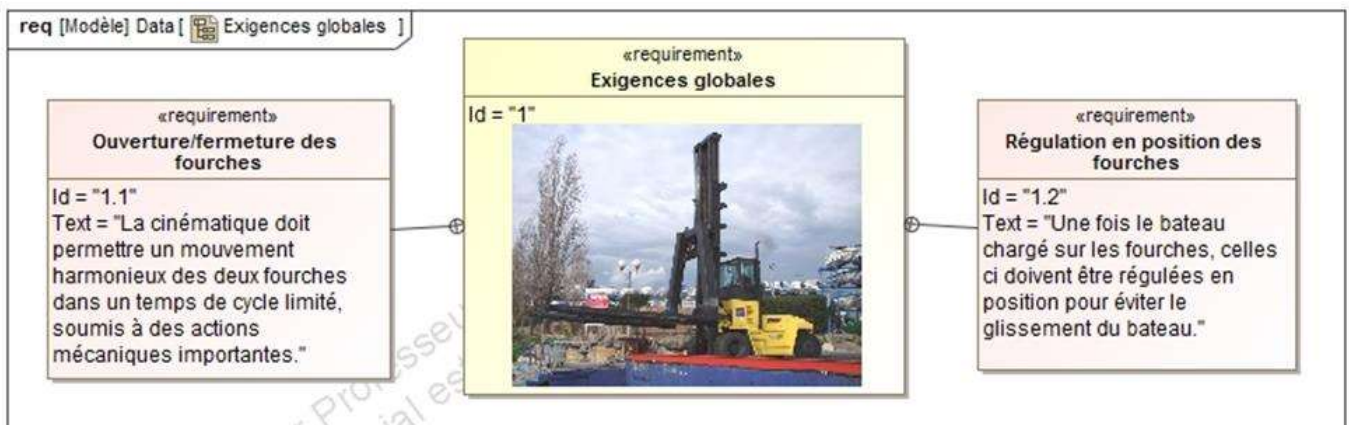 req [Modèle] Data [ Exigences globales ]
«requirement»
Exigences globales
Id = "1"
«requirement»
Ouverture/fermeture des
fourches
Id = "1.1"
Text = "La cinématique doit
permettre un mouvement
harmonieux des deux fourches
dans un temps de cycle limité,
soumis à des actions
mécaniques importantes."
«requirement»
Régulation en position des
fourches
Id = "1.2"
Text = "Une fois le bateau
chargé sur les fourches, celles
ci doivent être régulées en
position pour éviter le
glissement du bateau."